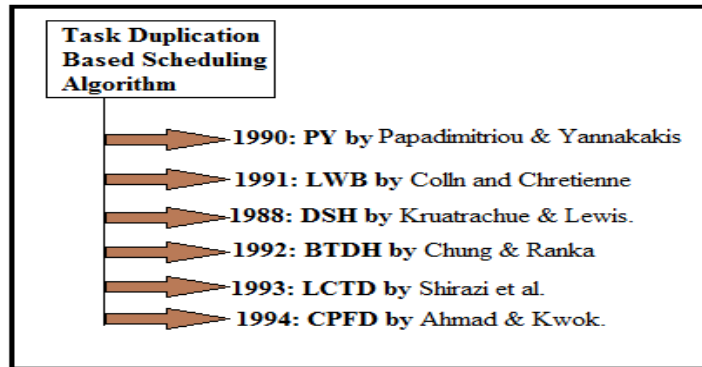 Task Duplication
Based Scheduling
Algorithm
1990: PY by Papadimitriou & Yannakakis
1991: LWB by Colln and Chretienne
1988: DSH by Kruatrachue & Lewis.
1992: BTDH by Chung & Ranka
1993: LCTD by Shirazi et al.
1994: CPFD by Ahmad & Kwok.